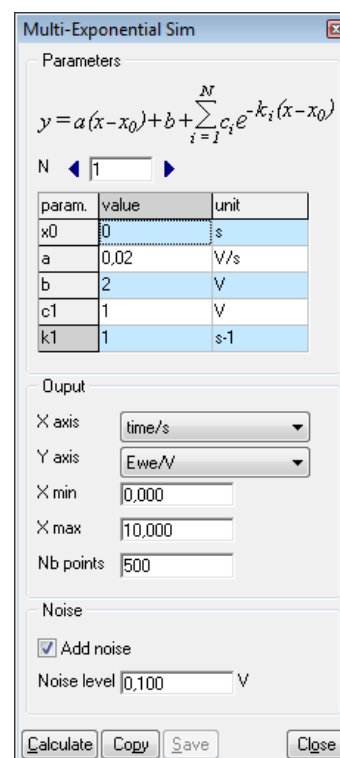 Multi-Exponential Sim
Parameters
N
y = a(x-x0)+b+∑ci e^-ki(x-x0)
i = 1
N 1
param. value unit
x0 0 s
a 0,02 V/s
b 2 V
c1 1 V
k1 1 s-1
Ouput
X axis time/s
Y axis Ewe/V
X min 0,000
X max 10,000
Nb points 500
Noise
Add noise
Noise level 0,100 V
Calculate Copy Save Close